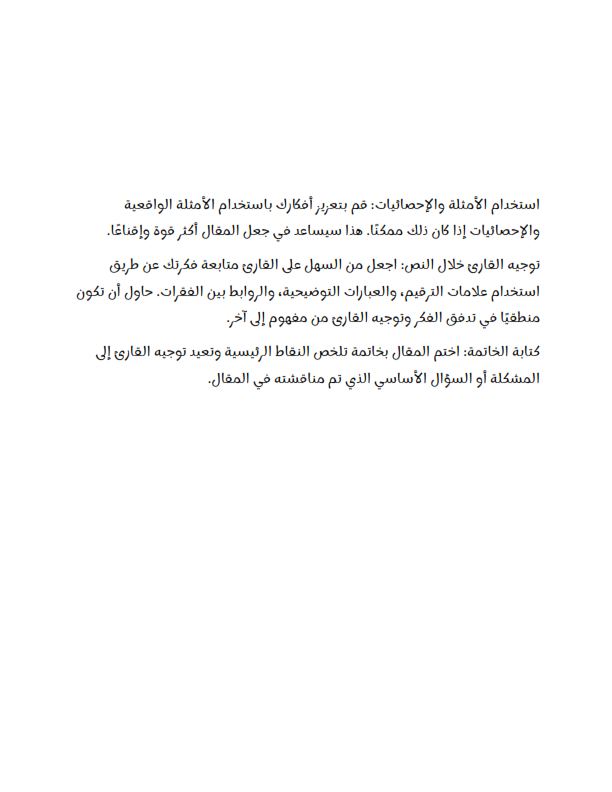 استخدام الأمثلة والإحصائيات: قم بتعزيز أفكارك باستخدام الأمثلة الواقعية
والإحصائيات إذا كان ذلك ممكنًا. هذا سيساعد في جعل المقال أكثر قوة وإقناعًا.
توجيه القارئ خلال النص: اجعل من السهل على القارئ متابعة فكرتك عن طريق
استخدام علامات الترقيم، والعبارات التوضيحية، والروابط بين الفقرات. حاول أن تكون
منطقيًا في تدفق الفكر وتوجيه القارئ من مفهوم إلى آخر.
كتابة الخاتمة: اختم المقال بخاتمة تلخص النقاط الرئيسية وتعيد توجيه القارئ إلى
المشكلة أو السؤال الأساسي الذي تم مناقشته في المقال.